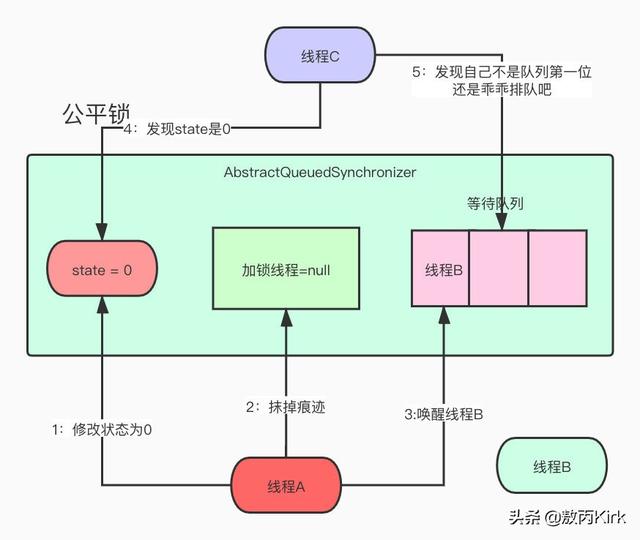 线程C
5：发现自己不是队列第一位
还是乖乖排队吧
公平锁
4：发现state是0
AbstractQueuedSynchronizer
等待队列
state = 0
加锁线程=null
线程B
1：修改状态为0
2：抹掉痕迹
3:唤醒线程B
线程A
线程B
头条 @敖丙Kirk